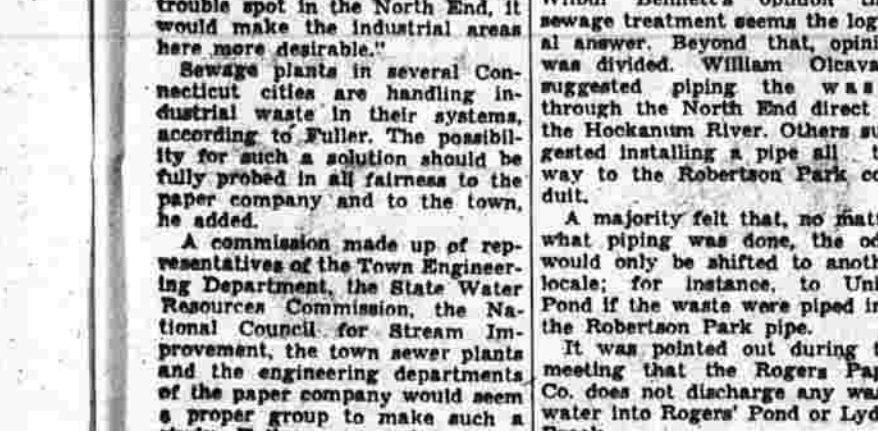 trouble spot in the North End, it
would make the industrial areas
here more desirable."
Sewage plants in several Con-
necticut cities are handling in-
dustrial waste in their systems,
according to Fuller. The possibil-
ity for such a solution should be
fully probed in all fairness to the
paper company and to the town,
he added.
A commission made up of rep-
resentatives of the Town Engineer-
ing Department, the State Water
Resources Commission, the Na-
tional Council for Stream Im-
provement, the town sewer plants
and the engineering departments
of the paper company would seem
a proper group to make such a
Wilbur Bennett's opinion
sewage treatment seems the log
al answer. Beyond that, opini
was divided. William Olcava
suggested piping the was
through the North End direct
the Hockanum River. Others su
gested installing a pipe all t
way to the Robertson Park co
duit.
A majority felt that, no matt
what piping was done, the od
would only be shifted to anoth
locale; for instance, to Uni
Pond if the waste were piped in
the Robertson Park pipe.
It was pointed out during t
meeting that the Rogers Pap
Co. does not discharge any was
water into Rogers' Pond or Lyd